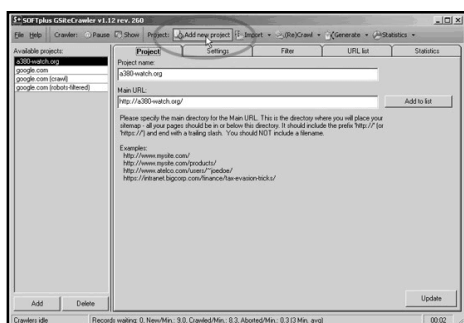 SOFTplus GSiteCrawler v1.12 rev. 260
File Help Crawler: Pause Show Project: Add new project Import (Re)Crawl Generate Statistics
Available projects:
a380-watch.org
google.com
google.com (crawl)
google.com (robots-filtered)
Project Settings Filter URL list Statistics
Project name:
a380-watch.org
Main URL:
http://a380-watch.org/
Add to list
Please specify the main directory for the Main URL. This is the directory where you will place your
sitemap - all your pages should be in or below this directory. It should include the prefix 'http://' (or
'https://') and end with a trailing slash. You should NOT include a filename.
Examples:
http://www.mysite.com/
http://www.mysite.com/products/
http://www.atelco.com/users/~joedoe/
https://intranet.bigcorp.com/finance/tax-evasion-tricks/
Add Delete
Update
Crawlers idle Records waiting: 0, New/Min.: 9.0, Crawled/Min.: 0.3, Aborted/Min.: 0.3 (3 Min. avg) 00:02